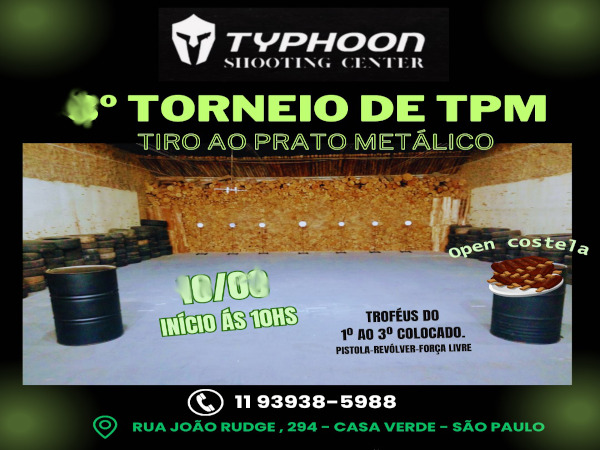 TYPHOON
SHOOTING CENTER
º TORNEIO DE TPM
TIRO AO PRATO METÁLICO
Open costela
INÍCIO ÁS 10HS
TROFÉUS DO
1º AO 3º COLOCADO.
PISTOLA-REVÓLVER-FORÇA LIVRE
11 93938-5988
RUA JOÃO RUDGE , 294 - CASA VERDE - SÃO PAULO